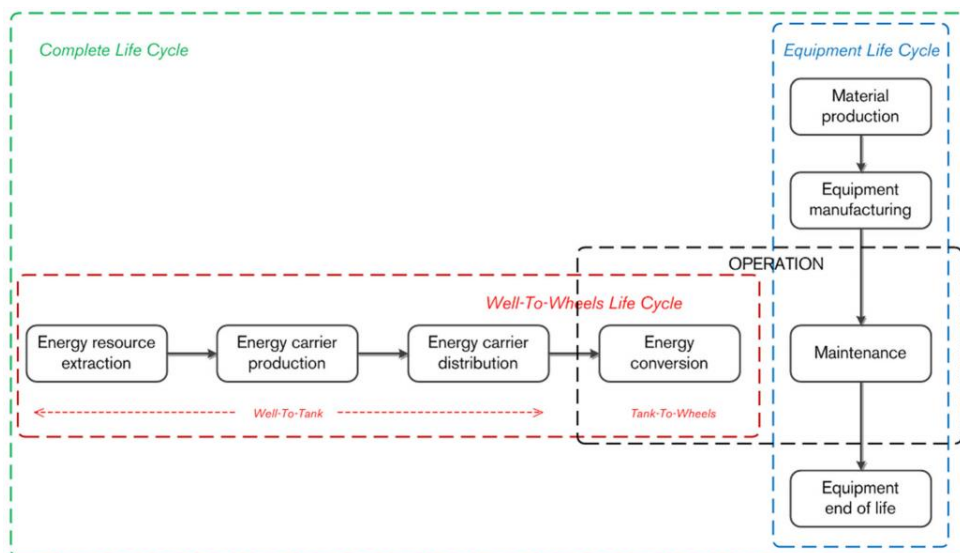 Complete Life Cycle
Equipment Life Cycle
Material
production
Equipment
manufacturing
OPERATION
Well-To-Wheels Life Cycle
Energy resource
extraction
Energy carrier
production
Energy carrier
distribution
Energy
conversion
Maintenance
Well-To-Tank
Tank-To-Wheels
Equipment
end of life